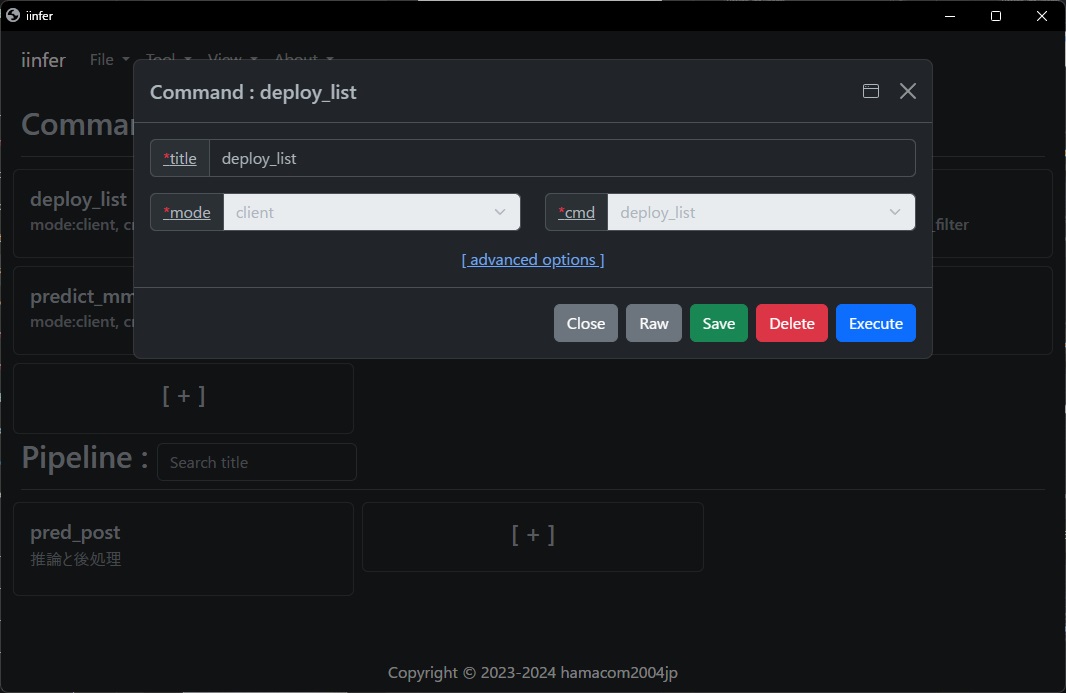 iinfer
iinfer File Tool View About
Command : deploy_list
Comma
*title deploy_list
deploy_list
mode:client, c
*mode client *cmd deploy_list
_filter
[ advanced options ]
predict_mm
mode:client, c
Close Raw Save Delete Execute
[ + ]
Pipeline : Search title
pred_post
推論と後処理
[ + ]
Copyright © 2023-2024 hamacom2004jp